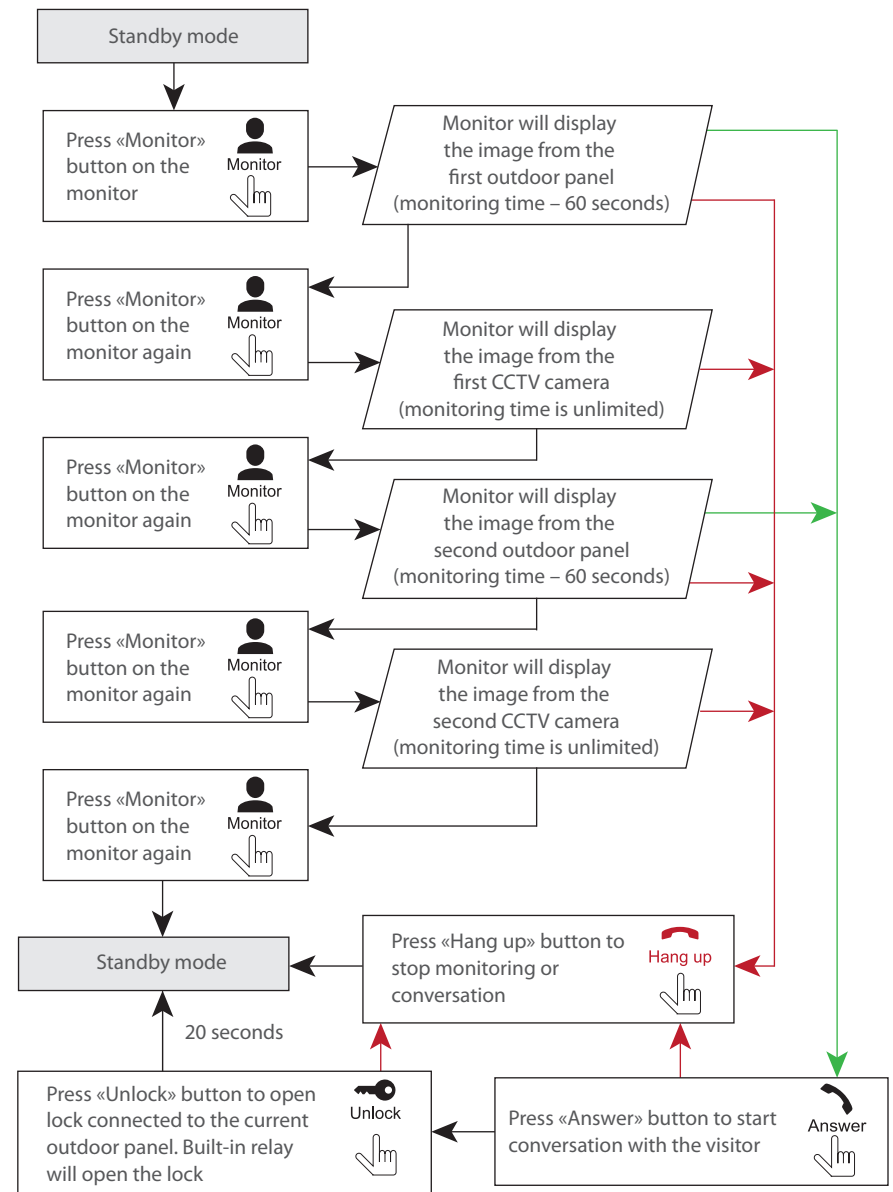 Standby mode
Press «Monitor»
button on the
monitor
Monitor
Monitor will display
the image from the
first outdoor panel
(monitoring time – 60 seconds)
Press «Monitor»
button on the
monitor again
Monitor
Monitor will display
the image from the
first CCTV camera
(monitoring time is unlimited)
Press «Monitor»
button on the
monitor again
Monitor
Monitor will display
the image from the
second outdoor panel
(monitoring time – 60 seconds)
Press «Monitor»
button on the
monitor again
Monitor
Monitor will display
the image from the
second CCTV camera
(monitoring time is unlimited)
Press «Monitor»
button on the
monitor again
Monitor
Standby mode
Press «Hang up» button to
stop monitoring or
conversation
Hang up
20 seconds
Press «Unlock» button to open
lock connected to the current
outdoor panel. Built-in relay
will open the lock
Unlock
Press «Answer» button to start
conversation with the visitor
Answer